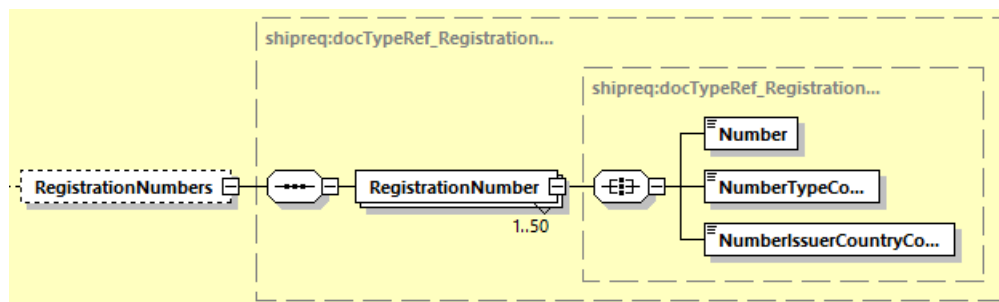 shipreq:docTypeRef_Registration...
shipreq:docTypeRef_Registration...
Number
RegistrationNumbers
RegistrationNumber
NumberTypeCo...
1..50
NumberIssuerCountryCo...